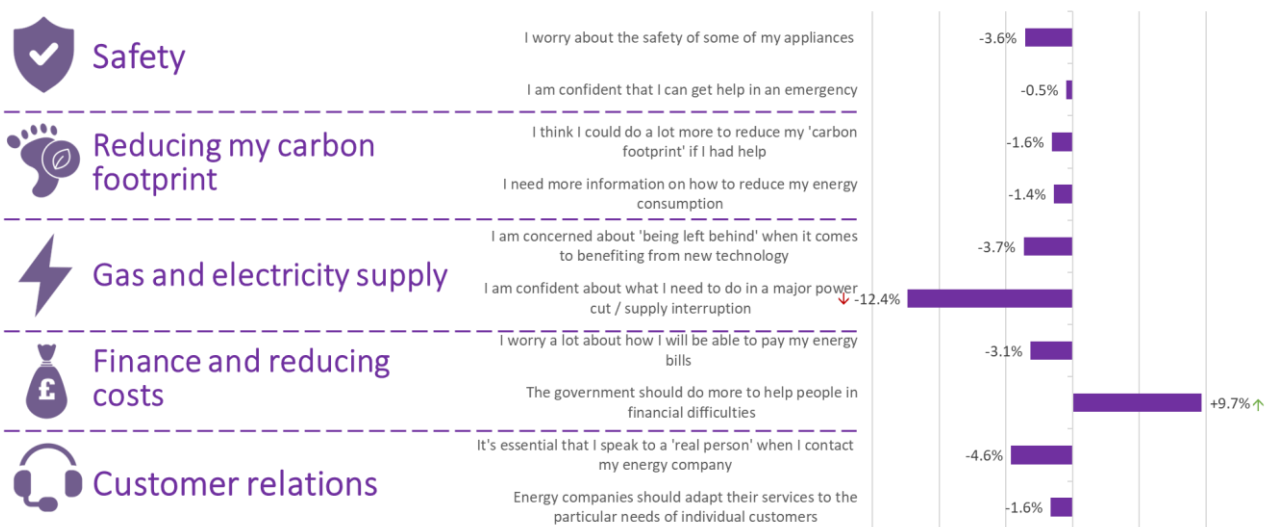 Safety
I worry about the safety of some of my appliances
-3.6%
I am confident that I can get help in an emergency
-0.5%
Reducing my carbon
footprint
I think I could do a lot more to reduce my 'carbon
footprint' if I had help
-1.6%
I need more information on how to reduce my energy
consumption
-1.4%
Gas and electricity supply
I am concerned about 'being left behind' when it comes
to benefiting from new technology
-3.7%
I am confident about what I need to do in a major power
cut / supply interruption
↓ -12.4%
Finance and reducing
costs
£
I worry a lot about how I will be able to pay my energy
bills
-3.1%
The government should do more to help people in
financial difficulties
+9.7% ↑
Customer relations
It's essential that I speak to a 'real person' when I contact
my energy company
-4.6%
Energy companies should adapt their services to the
particular needs of individual customers
-1.6%